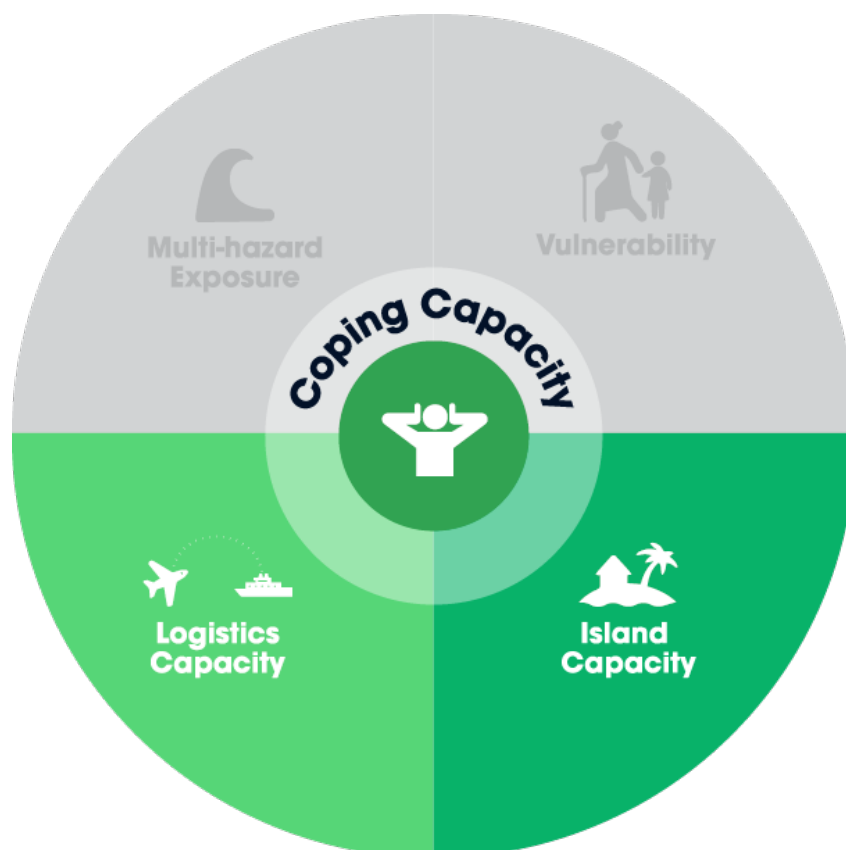 Multi-hazard
Exposure
Vulnerability
Coping Capacity
Logistics
Capacity
Island
Capacity